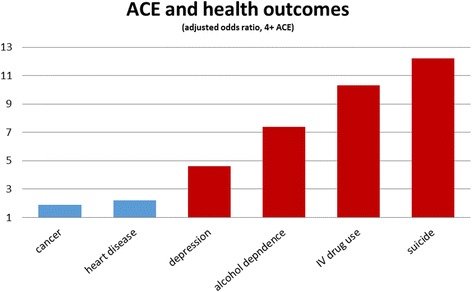 ACE and health outcomes
(adjusted odds ratio, 4+ ACE)
13
11
9
7
5
3
1
cancer
heart disease
depression
alcohol depndence
IV drug use
suicide